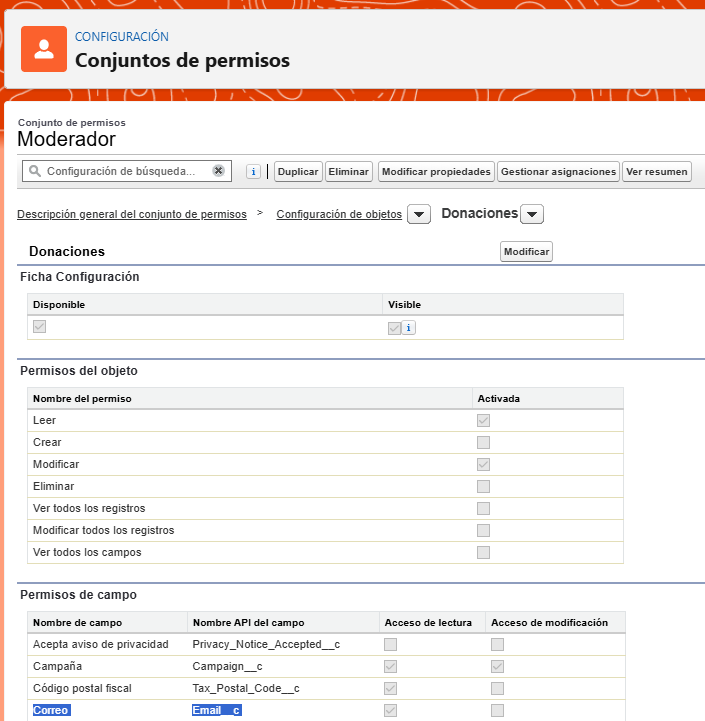 CONFIGURACIÓN
Conjuntos de permisos
Conjunto de permisos
Moderador
Configuración de búsqueda... i Duplicar Eliminar Modificar propiedades Gestionar asignaciones Ver resumen
Descripción general del conjunto de permisos > Configuración de objetos Donaciones
Donaciones Modificar
Ficha Configuración
Disponible Visible
i
Permisos del objeto
Nombre del permiso Activada
Leer
Crear
Modificar
Eliminar
Ver todos los registros
Modificar todos los registros
Ver todos los campos
Permisos de campo
Nombre de campo Nombre API del campo Acceso de lectura Acceso de modificación
Acepta aviso de privacidad Privacy_Notice_Accepted__c
Campaña Campaign__c
Código postal fiscal Tax_Postal_Code__c
Correo Email__c